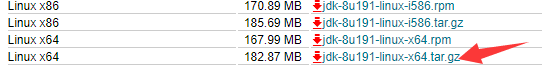 Linux x86 170.89 MB jdk-8u191-linux-i586.rpm
Linux x86 185.69 MB jdk-8u191-linux-i586.tar.gz
Linux x64 167.99 MB jdk-8u191-linux-x64.rpm
Linux x64 182.87 MB jdk-8u191-linux-x64.tar.gz